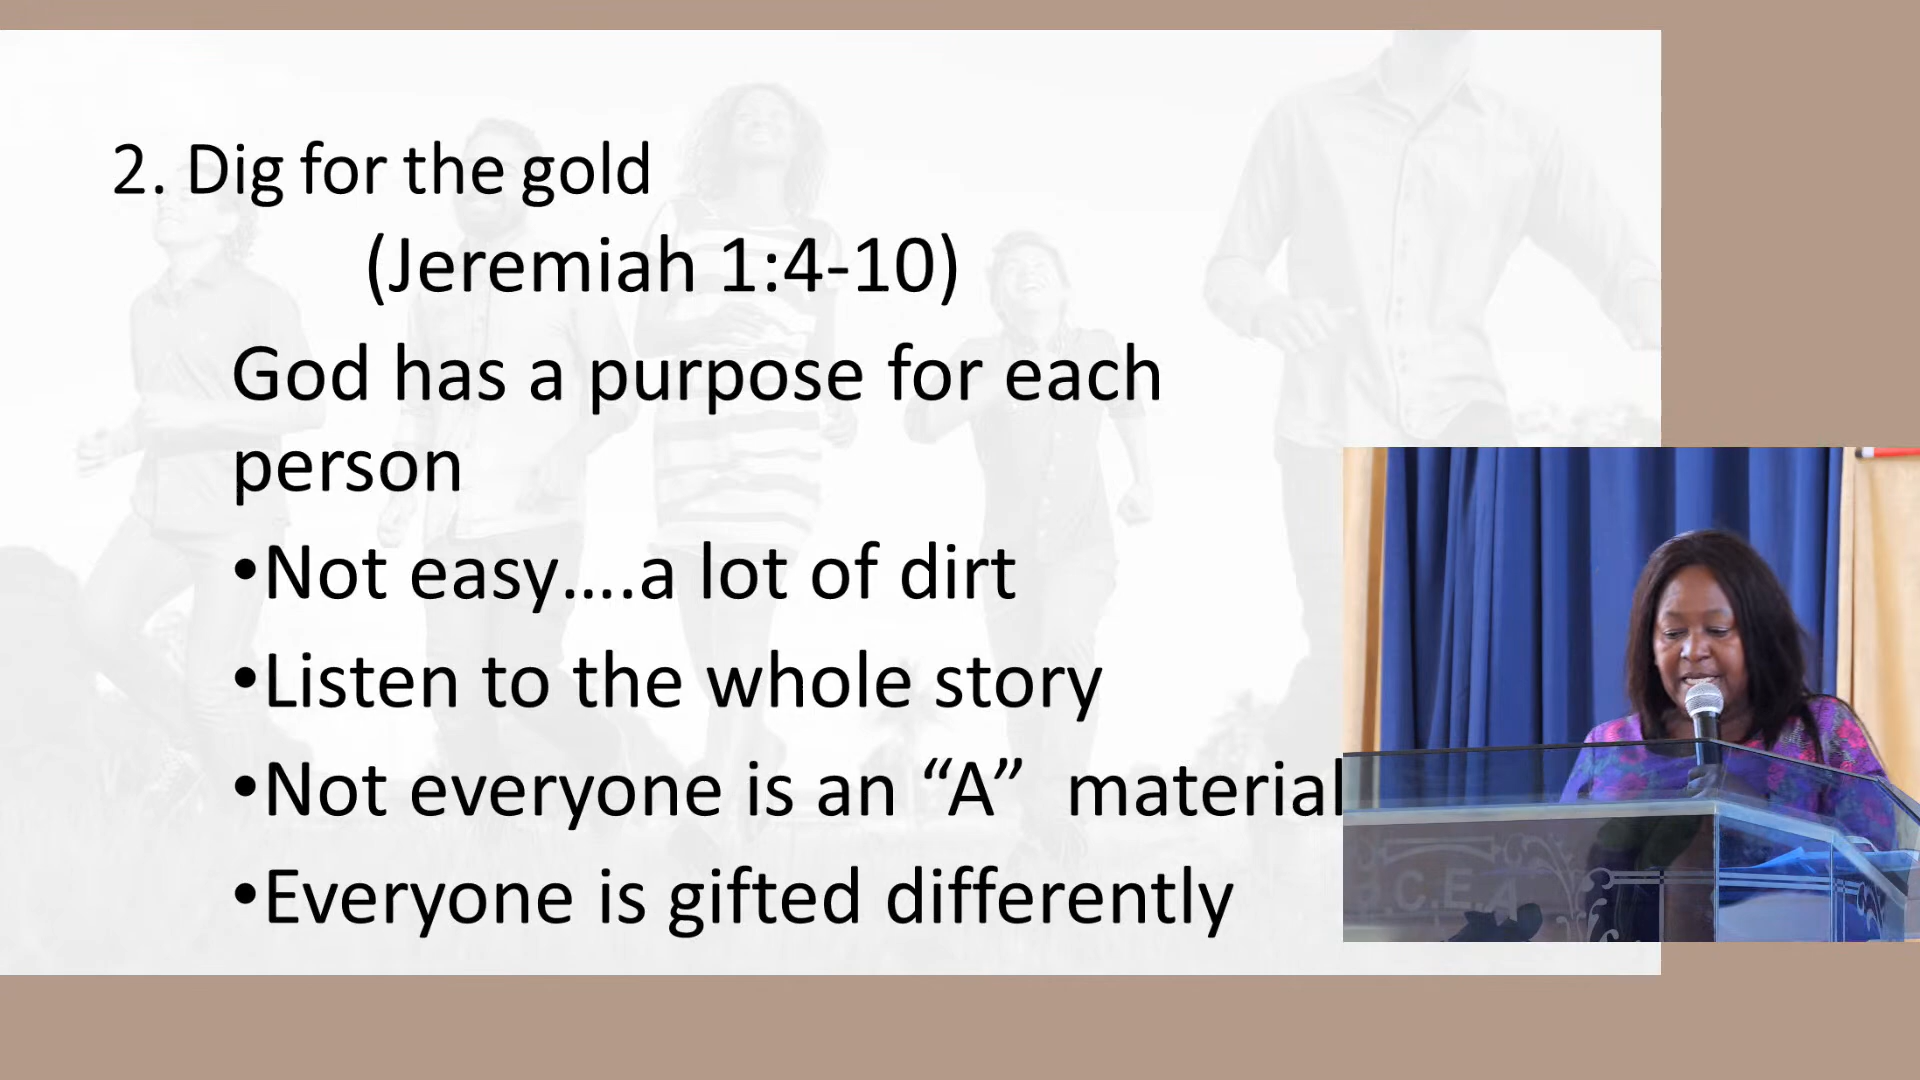 2. Dig for the gold
(Jeremiah 1:4-10)
God has a purpose for each
person
•Not easy....a lot of dirt
•Listen to the whole story
•Not everyone is an “A”  material
•Everyone is gifted differently
.C.E.A